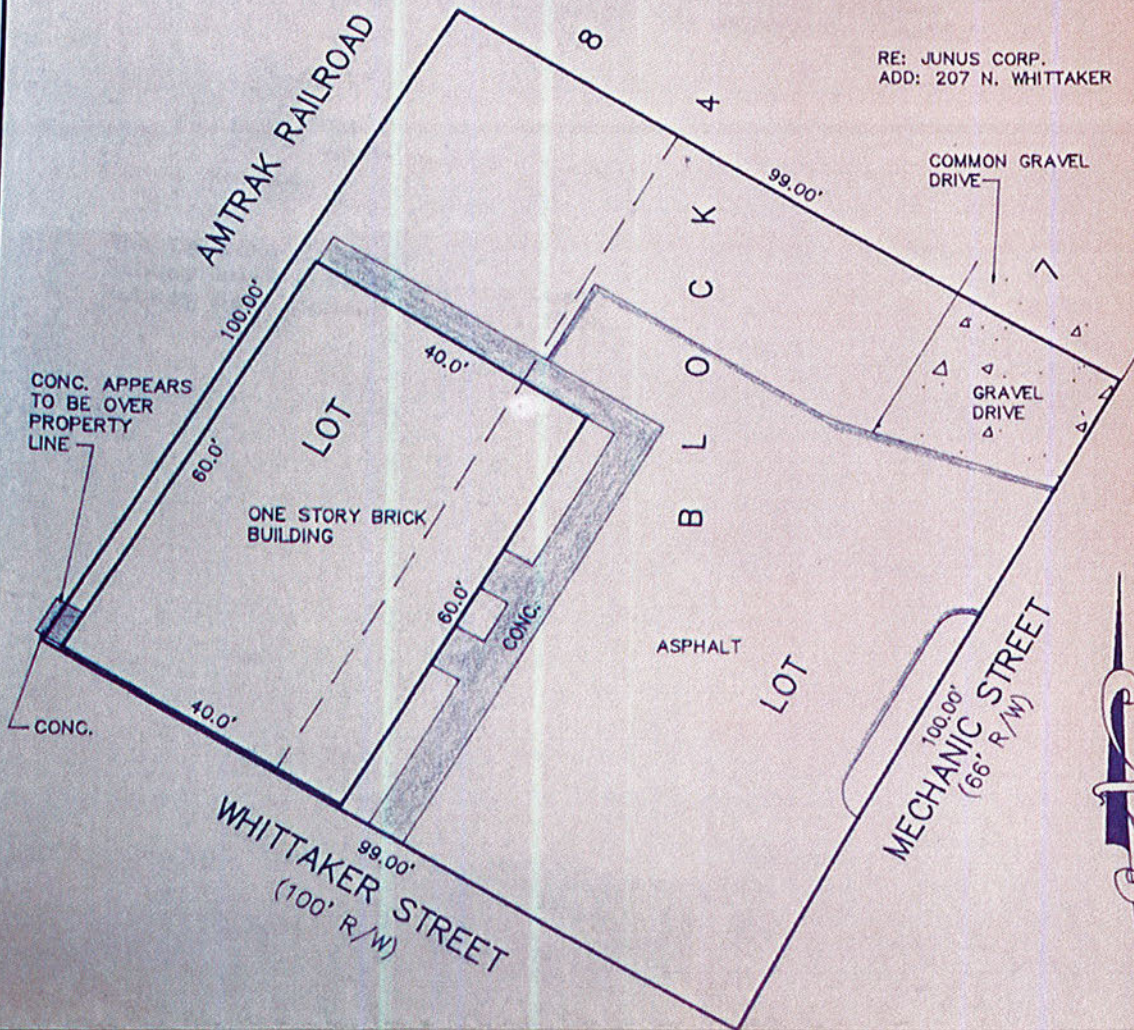 RE: JUNUS CORP.
ADD: 207 N. WHITTAKER
AMTRAK RAILROAD
100.00'
8
BLOCK 4
99.00'
COMMON GRAVEL
DRIVE
7
GRAVEL
DRIVE
CONC. APPEARS
TO BE OVER
PROPERTY
LINE
60.0'
40.0'
LOT
ONE STORY BRICK
BUILDING
60.0'
CONC.
ASPHALT
LOT
40.0'
CONC.
99.00'
WHITTAKER STREET
(100' R/W)
100.00'
MECHANIC STREET
(66' R/W)